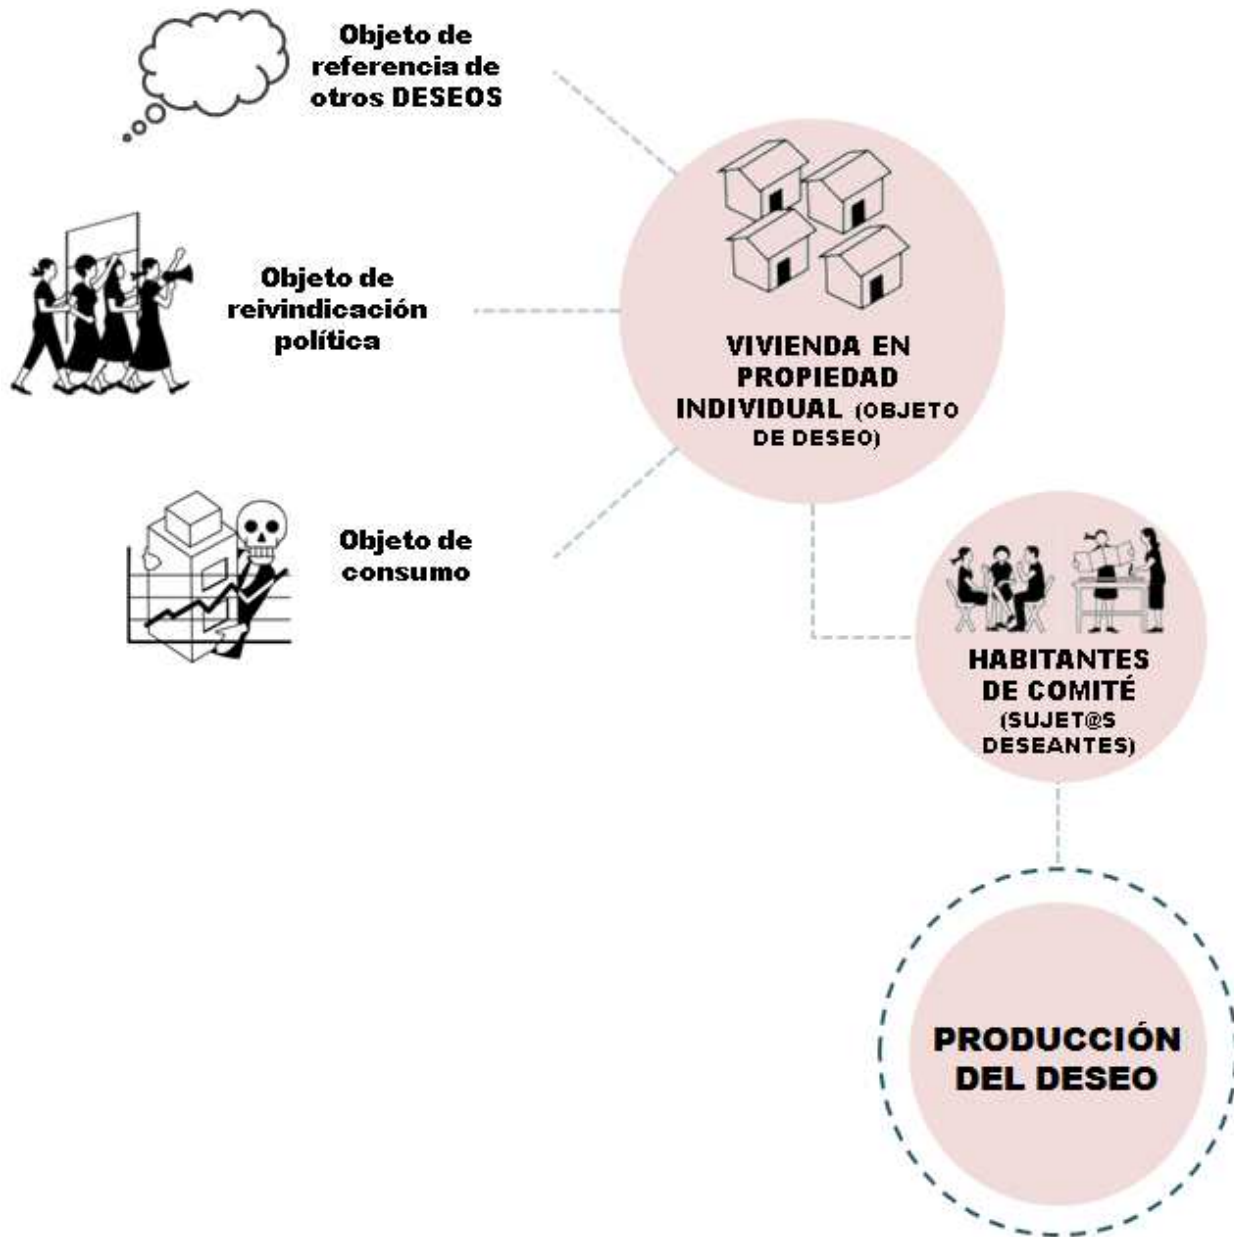 Objeto de
referencia de
otros DESEOS
Objeto de
reivindicación
política
Objeto de
consumo
VIVIENDA EN
PROPIEDAD
INDIVIDUAL (OBJETO
DE DESEO)
HABITANTES
DE COMITÉ
(SUJET@S
DESEANTES)
PRODUCCIÓN
DEL DESEO